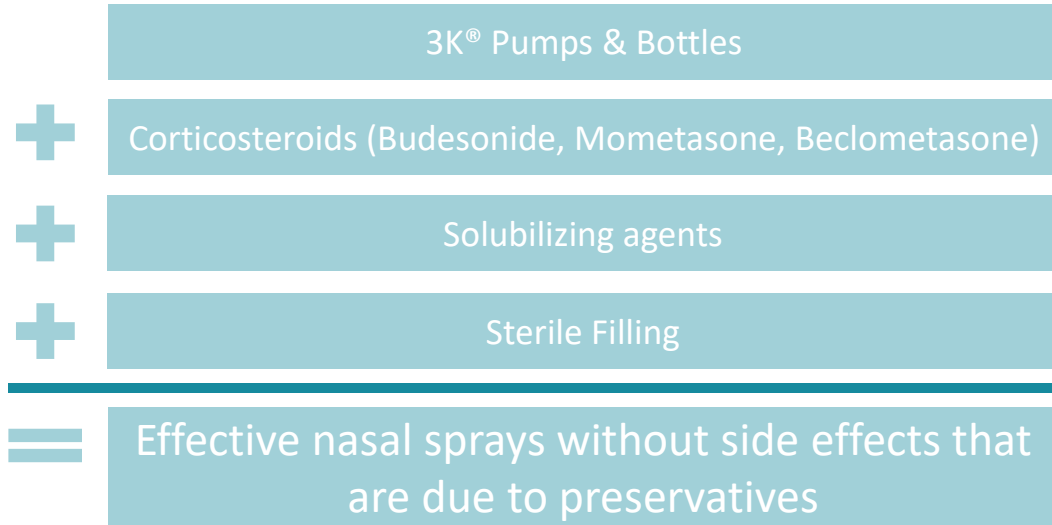 3K® Pumps & Bottles
Corticosteroids (Budesonide, Mometasone, Beclometasone)
Solubilizing agents
Sterile Filling
Effective nasal sprays without side effects that
are due to preservatives